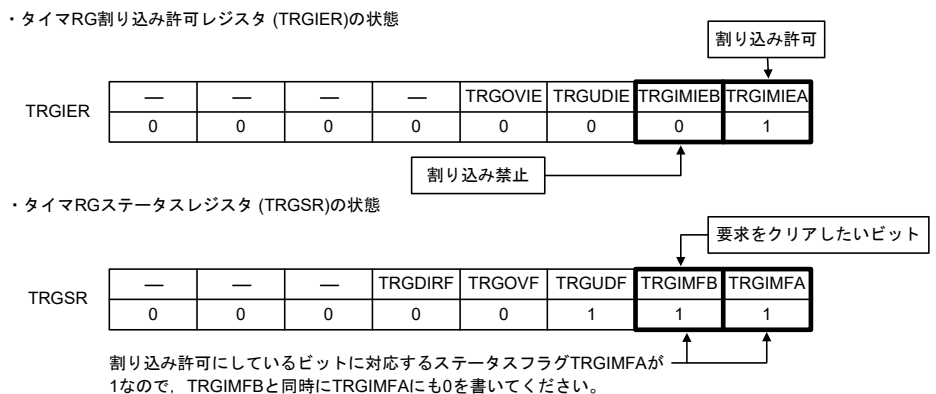 ・タイマRG割り込み許可レジスタ (TRGIER)の状態
割り込み許可
TRGIER
— — — — TRGOVIE TRGUDIE TRGIMIEB TRGIMIEA
0 0 0 0 0 0 0 1
割り込み禁止
・タイマRGステータスレジスタ (TRGSR)の状態
要求をクリアしたいビット
TRGSR
— — — TRGDIRF TRGOVF TRGUDF TRGIMFB TRGIMFA
0 0 0 0 0 1 1 1
割り込み許可にしているビットに対応するステータスフラグTRGIMFAが
1なので，TRGIMFBと同時にTRGIMFAにも0を書いてください。